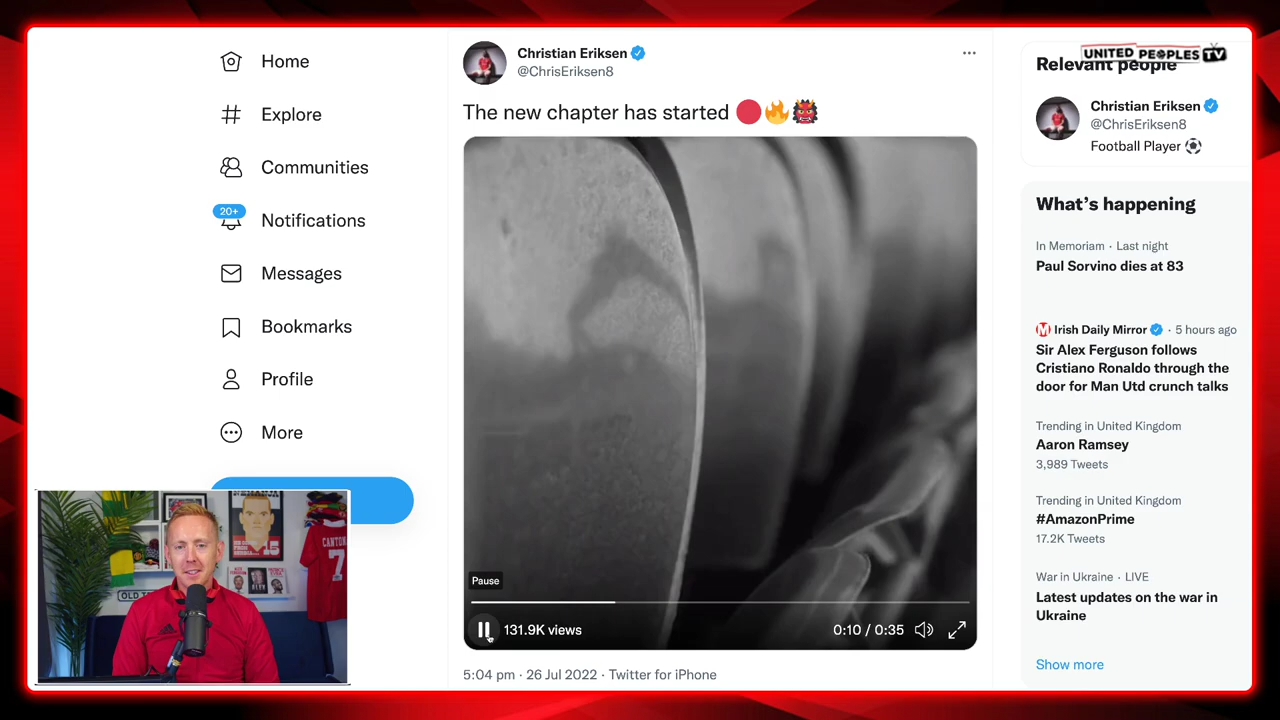 UNITED PEOPLES TV
Home
Explore
Communities
20+
Notifications
Messages
Bookmarks
Profile
More
Christian Eriksen
@ChrisEriksen8
The new chapter has started 🔴🔥👹
Pause
131.9K views
0:10 / 0:35
5:04 pm · 26 Jul 2022 · Twitter for iPhone
Relevant people
Christian Eriksen
@ChrisEriksen8
Football Player ⚽
What's happening
In Memoriam · Last night
Paul Sorvino dies at 83
Irish Daily Mirror · 5 hours ago
Sir Alex Ferguson follows
Cristiano Ronaldo through the
door for Man Utd crunch talks
Trending in United Kingdom
Aaron Ramsey
3,989 Tweets
Trending in United Kingdom
#AmazonPrime
17.2K Tweets
War in Ukraine · LIVE
Latest updates on the war in
Ukraine
Show more
NEMANJA
15
CANTON
7
OLD T